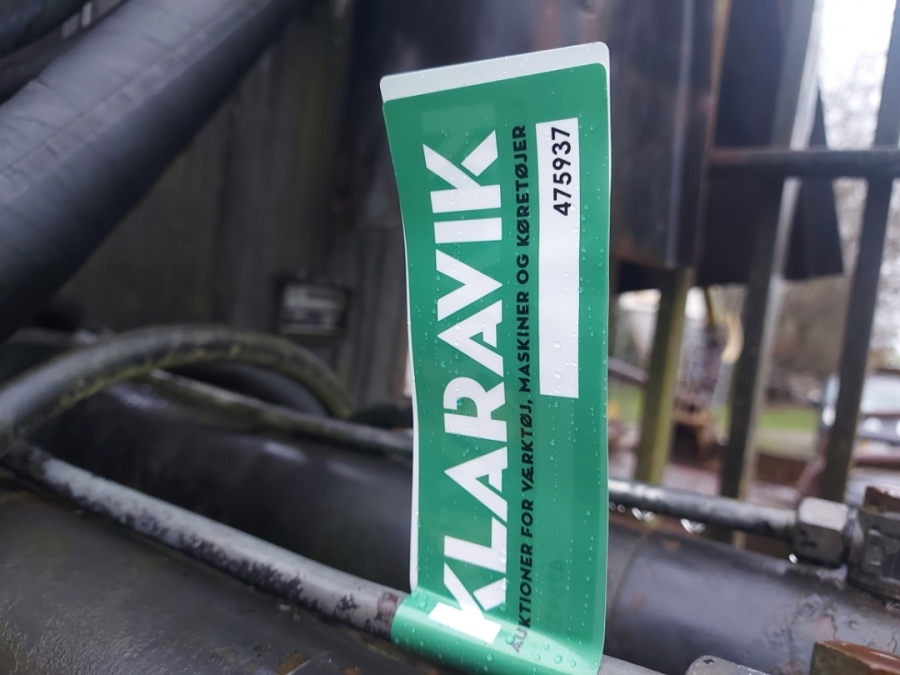 KLARAVIK
AUKTIONER FOR VÆRKTØJ, MASKINER OG KØRETØJER
475937